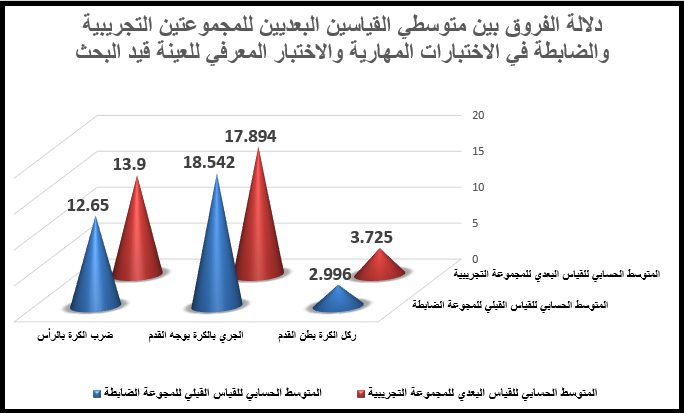 دلالة الفروق بين متوسطي القياسين البعديين للمجموعتين التجريبية
والضابطة في الاختبارات المهارية والاختبار المعرفي للعينة قيد البحث
20
15
10
5
0
17.894
18.542
13.9
12.65
3.725
2.996
المتوسط الحسابي للقياس البعدي للمجموعة التجريبية
المتوسط الحسابي للقياس القبلي للمجوعة الضابطة
ركل الكرة بطن القدم
الجري بالكرة بوجه القدم
ضرب الكرة بالرأس
المتوسط الحسابي للقياس البعدي للمجموعة التجريبية
المتوسط الحسابي للقياس القبلي للمجوعة الضابطة